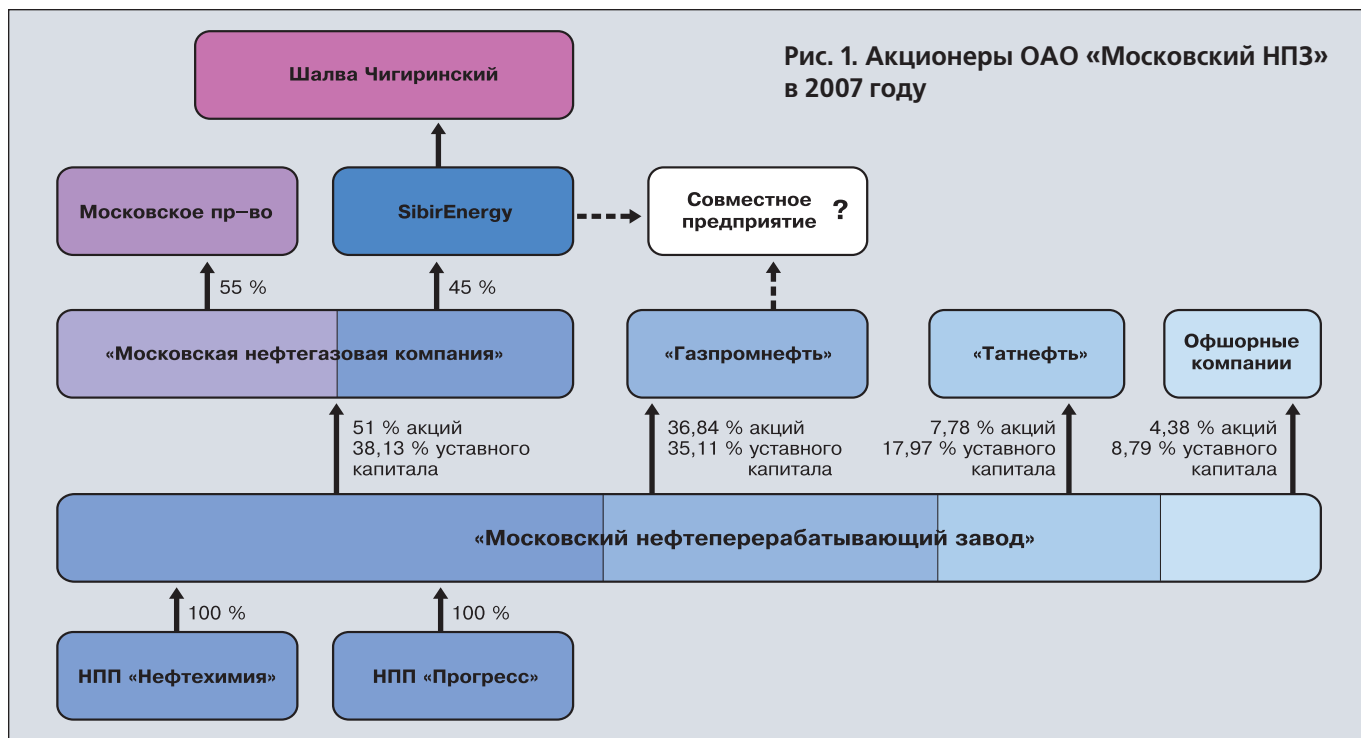 Рис. 1. Акционеры ОАО «Московский НПЗ»
в 2007 году
Шалва Чигиринский
Московское пр–во
SibirEnergy
Совместное
предприятие ?
55 %
45 %
«Московская нефтегазовая компания»
«Газпромнефть»
«Татнефть»
Офшорные
компании
51 % акций
38,13 % уставного
капитала
36,84 % акций
35,11 % уставного
капитала
7,78 % акций
17,97 % уставного
капитала
4,38 % акций
8,79 % уставного
капитала
«Московский нефтеперерабатывающий завод»
100 %
100 %
НПП «Нефтехимия»
НПП «Прогресс»